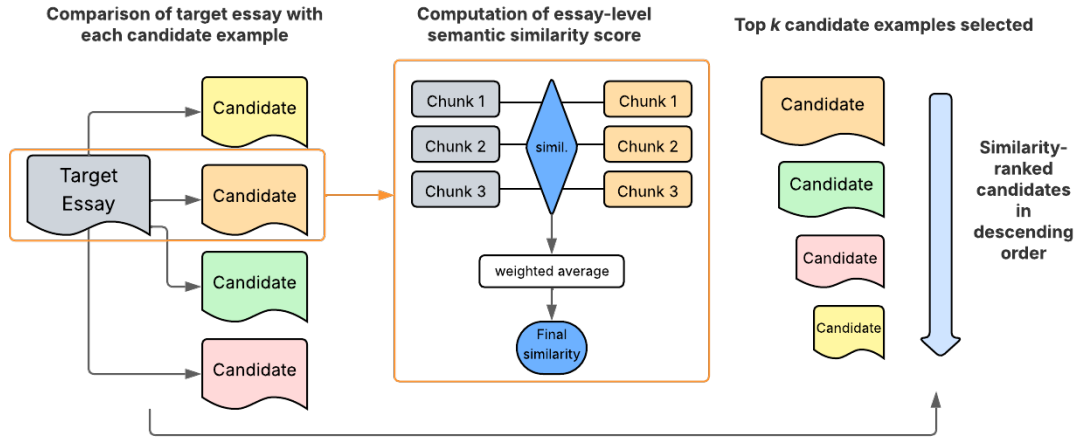 Comparison of target essay with
each candidate example
Computation of essay-level
semantic similarity score
Top k candidate examples selected
Candidate
Target
Essay
Candidate
Candidate
Candidate
Chunk 1
Chunk 1
Chunk 2
simil.
Chunk 2
Chunk 3
Chunk 3
weighted average
Final
similarity
Candidate
Candidate
Candidate
Candidate
Similarity-
ranked
candidates
in
descending
order